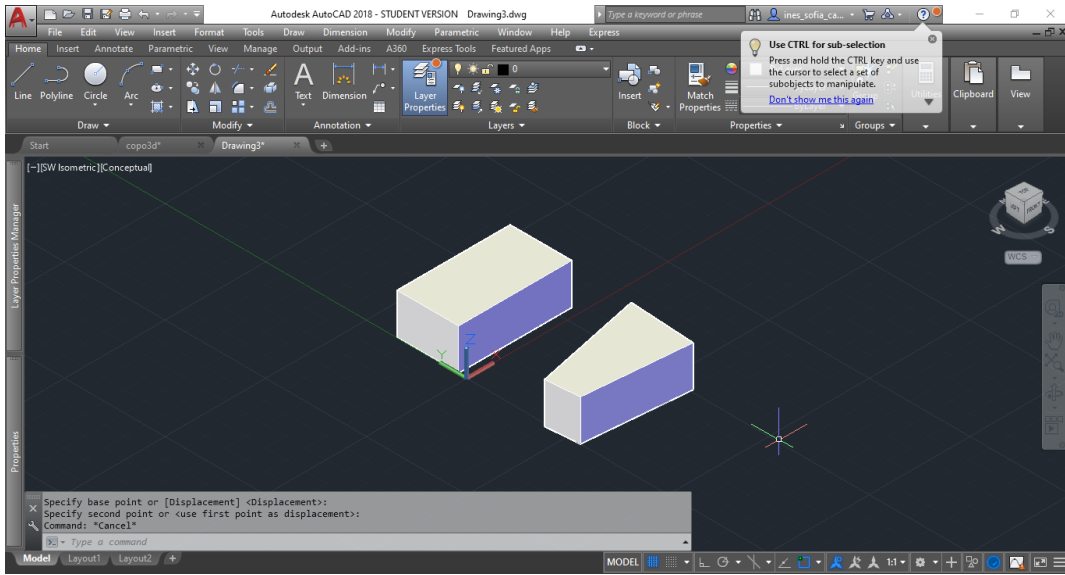 Autodesk AutoCAD 2018 - STUDENT VERSION Drawing3.dwg
Type a keyword or phrase
ines_sofia_ca...
File Edit View Insert Format Tools Draw Dimension Modify Parametric Window Help Express
Home Insert Annotate Parametric View Manage Output Add-ins A360 Express Tools Featured Apps
Use CTRL for sub-selection
Press and hold the CTRL key and use
the cursor to select a set of
subobjects to manipulate.
Don't show me this again
0
Line Polyline Circle Arc
Text Dimension
Layer
Properties
Insert
Match
Properties
Utilities
Clipboard
View
Draw Modify Annotation Layers Block Properties Groups
Start copo3d* Drawing3* +
[−][SW Isometric][Conceptual]
Layer Properties Manager
Properties
TOP
W
S
WCS
Y
Z
X
Specify base point or [Displacement] <Displacement>:
Specify second point or <use first point as displacement>:
Command: *Cancel*
Type a command
Model Layout1 Layout2 +
MODEL
1:1